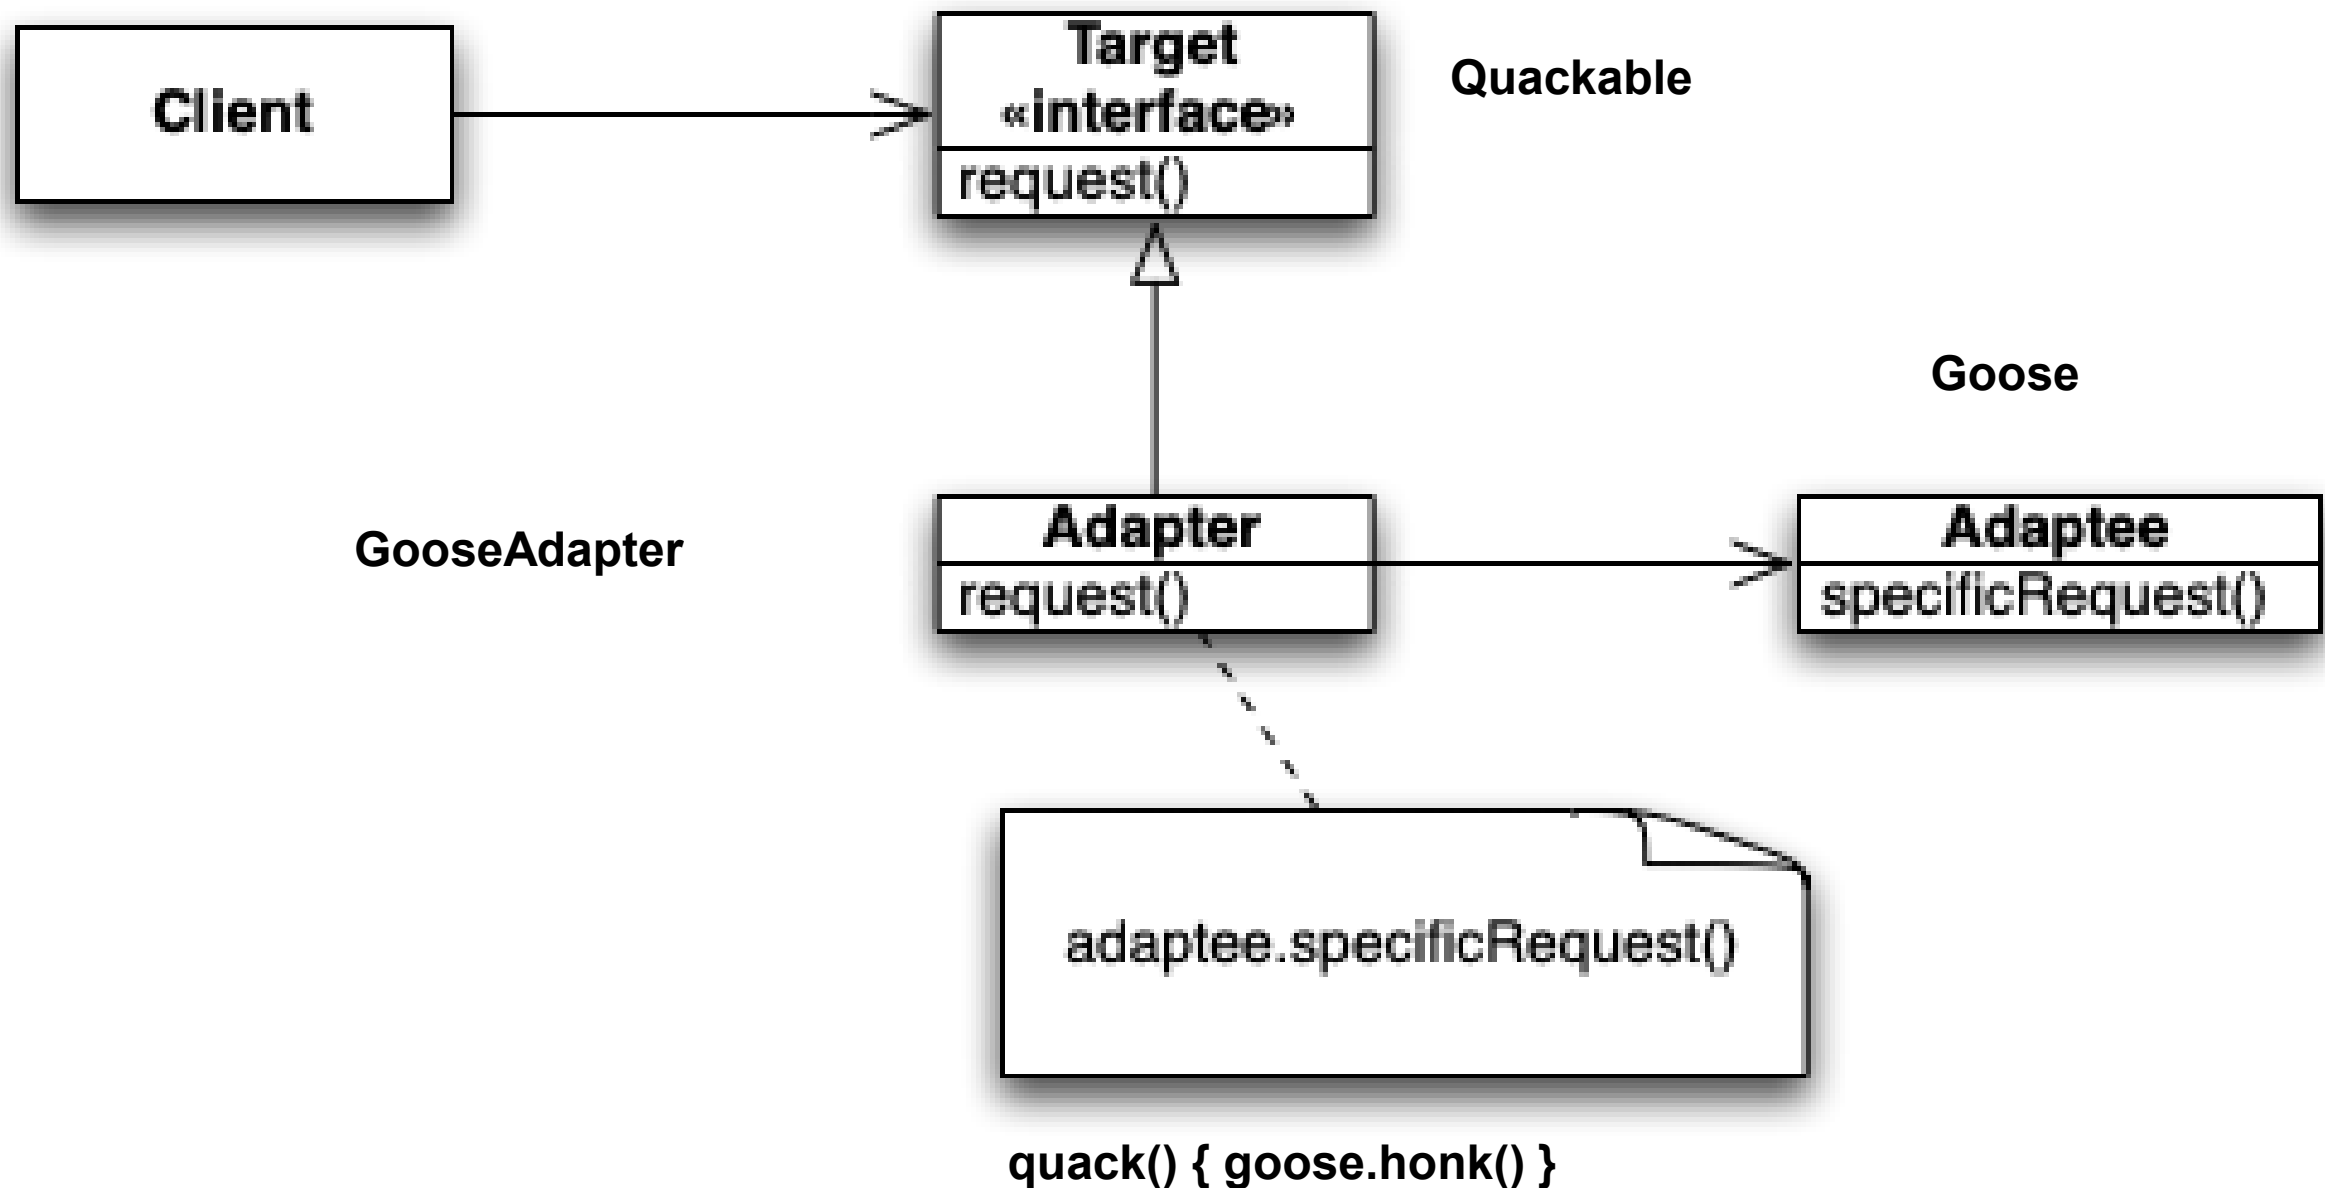 Client
Target
«interface»
request()
Quackable
Goose
GooseAdapter
Adapter
request()
Adaptee
specificRequest()
adaptee.specificRequest()
quack() { goose.honk() }